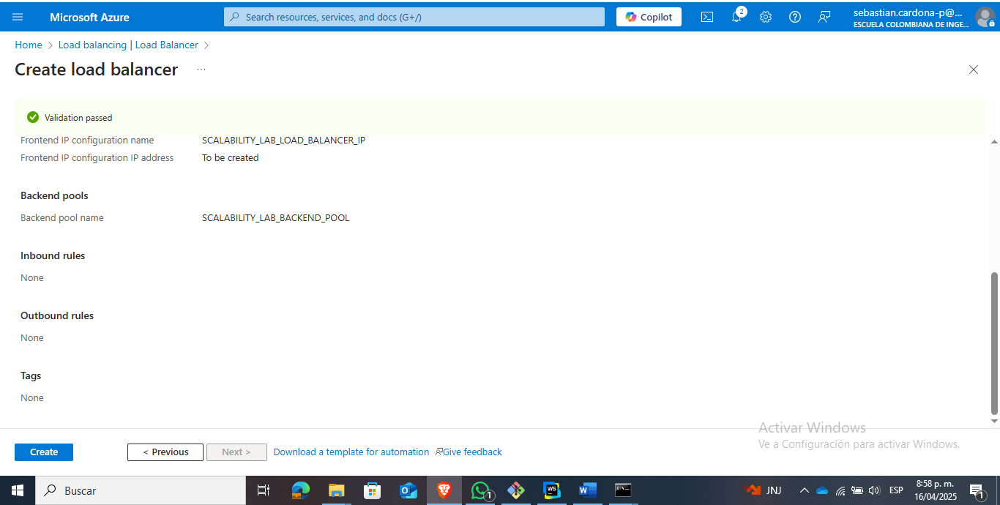 Microsoft Azure
Search resources, services, and docs (G+/)
Copilot
2
sebastian.cardona-p@...
ESCUELA COLOMBIANA DE INGE...
Home > Load balancing | Load Balancer >
Create load balancer ...
Validation passed
Frontend IP configuration name SCALABILITY_LAB_LOAD_BALANCER_IP
Frontend IP configuration IP address To be created
Backend pools
Backend pool name SCALABILITY_LAB_BACKEND_POOL
Inbound rules
None
Outbound rules
None
Tags
None
Activar Windows
Ve a Configuración para activar Windows.
Create < Previous Next > Download a template for automation Give feedback
Buscar
1
WS
JNJ
ESP
8:58 p. m.
16/04/2025
1